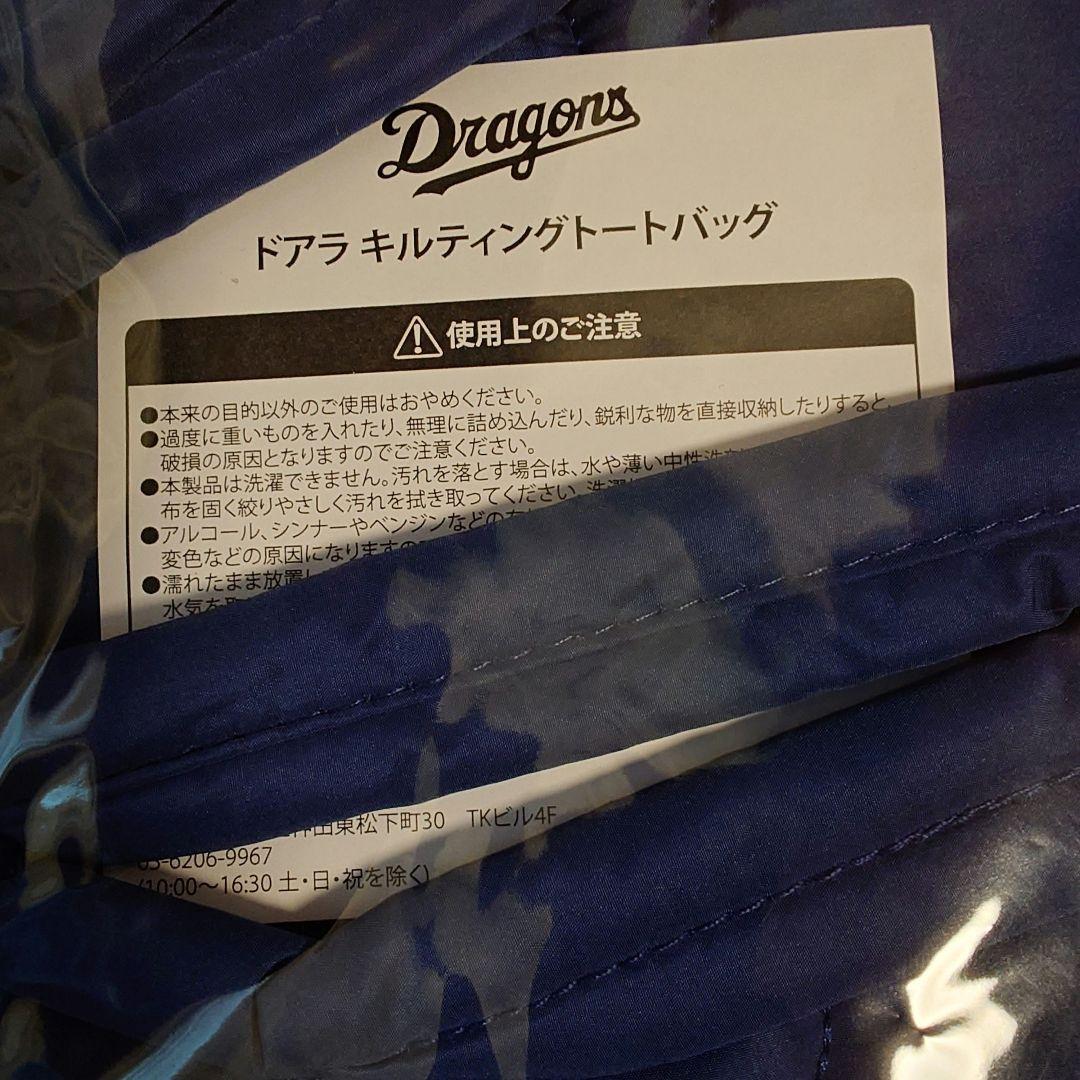 Dragons
ドアラ キルティングトートバッグ
使用上のご注意
●本来の目的以外のご使用はおやめください。
●過度に重いものを入れたり、無理に詰め込んだり、鋭利な物を直接収納したりすると、
破損の原因となりますのでご注意ください。
●本製品は洗濯できません。汚れを落とす場合は、水や薄い中性洗剤
布を固く絞りやさしく汚れを拭き取ってください。洗濯
●アルコール、シンナーやベンジンなどの
変色などの原因になりますの
●濡れたまま放置し
水気を取
神田東松下町30 TKビル4F
03-6206-9967
(10:00～16:30 土・日・祝を除く)